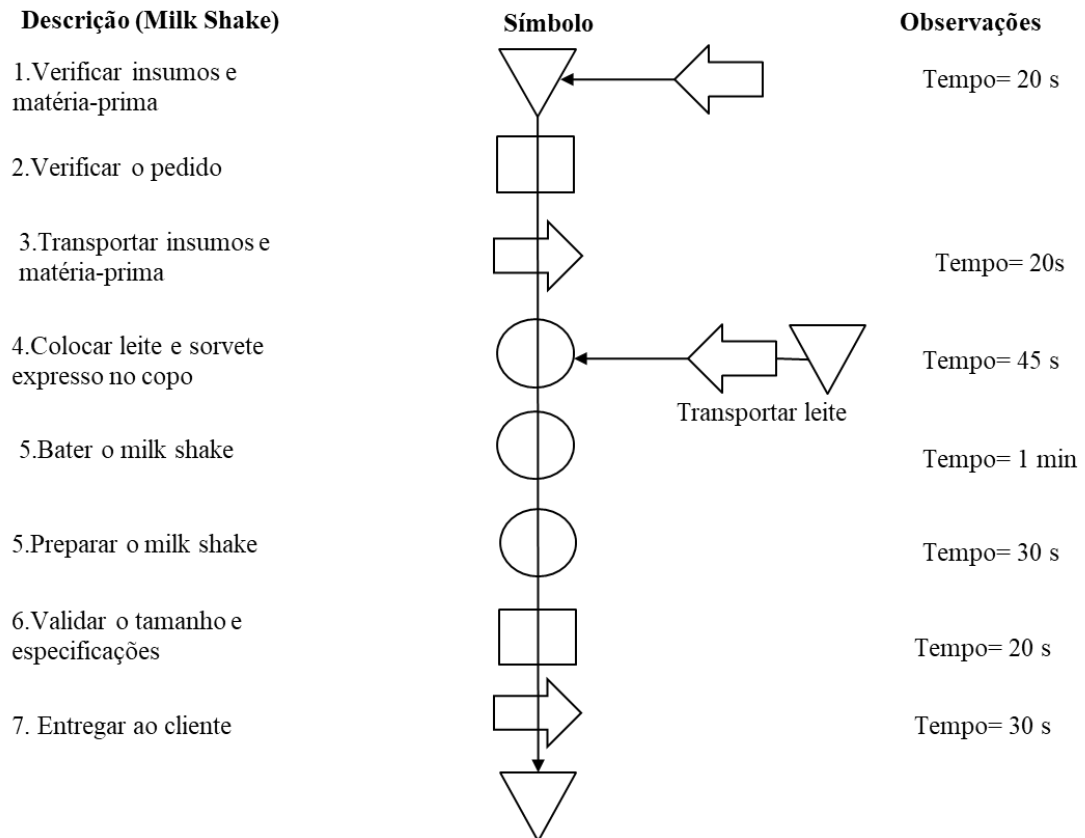 Descrição (Milk Shake)
Símbolo
Observações
1.Verificar insumos e
matéria-prima
Tempo= 20 s
2.Verificar o pedido
3.Transportar insumos e
matéria-prima
Tempo= 20s
4.Colocar leite e sorvete
expresso no copo
Tempo= 45 s
Transportar leite
5.Bater o milk shake
Tempo= 1 min
5.Preparar o milk shake
Tempo= 30 s
6.Validar o tamanho e
especificações
Tempo= 20 s
7. Entregar ao cliente
Tempo= 30 s